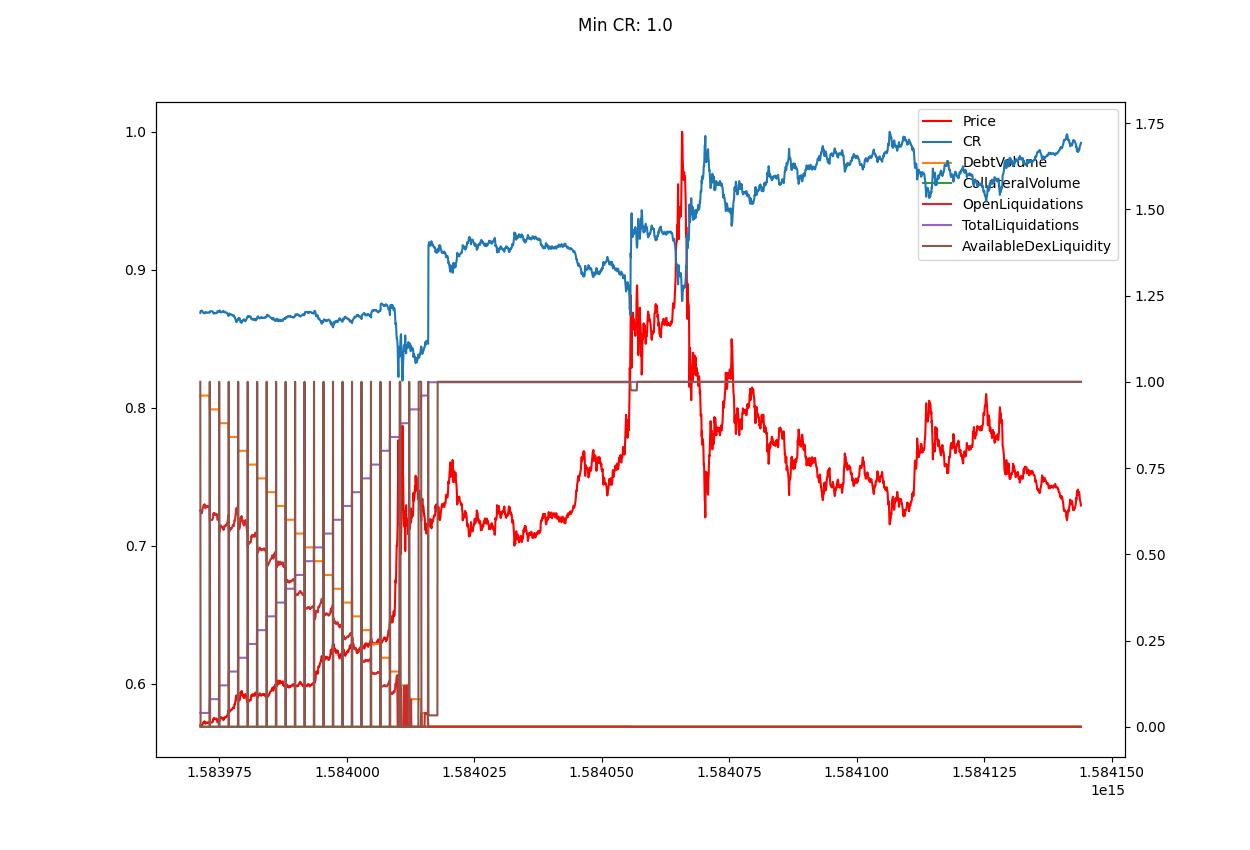 Min CR: 1.0
1.0
0.9
0.8
0.7
0.6
1.75
1.50
1.25
1.00
0.75
0.50
0.25
0.00
Price
CR
DebtVolume
CollateralVolume
OpenLiquidations
TotalLiquidations
AvailableDexLiquidity
1.583975 1.584000 1.584025 1.584050 1.584075 1.584100 1.584125 1.584150
1e15